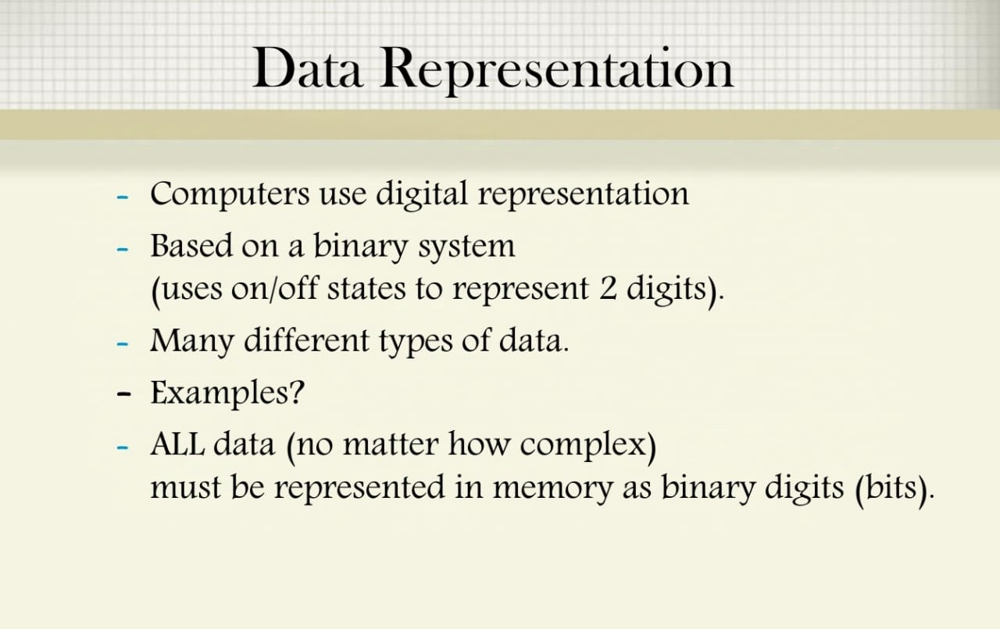 Data Representation
- Computers use digital representation
- Based on a binary system
(uses on/off states to represent 2 digits).
- Many different types of data.
- Examples?
- ALL data (no matter how complex)
must be represented in memory as binary digits (bits).